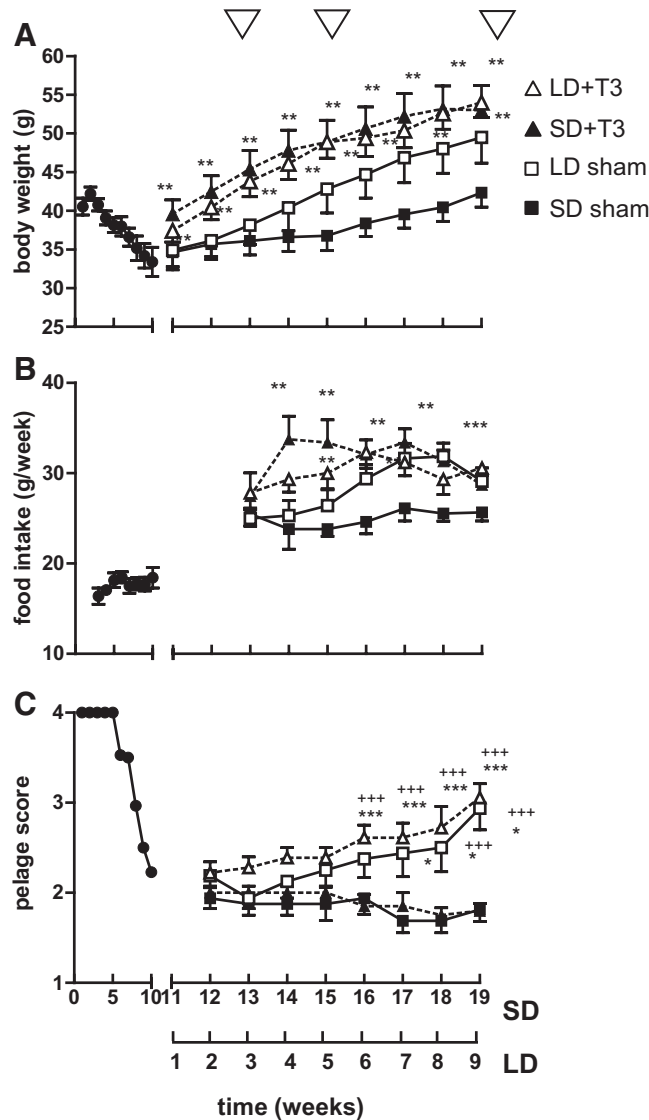 A
body weight (g)
60
55
50
45
40
35
30
25
** ** ** ** ** ** ** ** **
** ** ** ** ** ** ** ** **
LD+T3
SD+T3
LD sham
SD sham
B
food intake (g/week)
40
30
20
10
** ** ** ** ***
**
C
pelage score
4
3
2
1
+++ +++ +++ +++
*** *** *** ***
+++ +++
* * *
0 5 10 11 12 13 14 15 16 17 18 19 SD
1 2 3 4 5 6 7 8 9 LD
time (weeks)